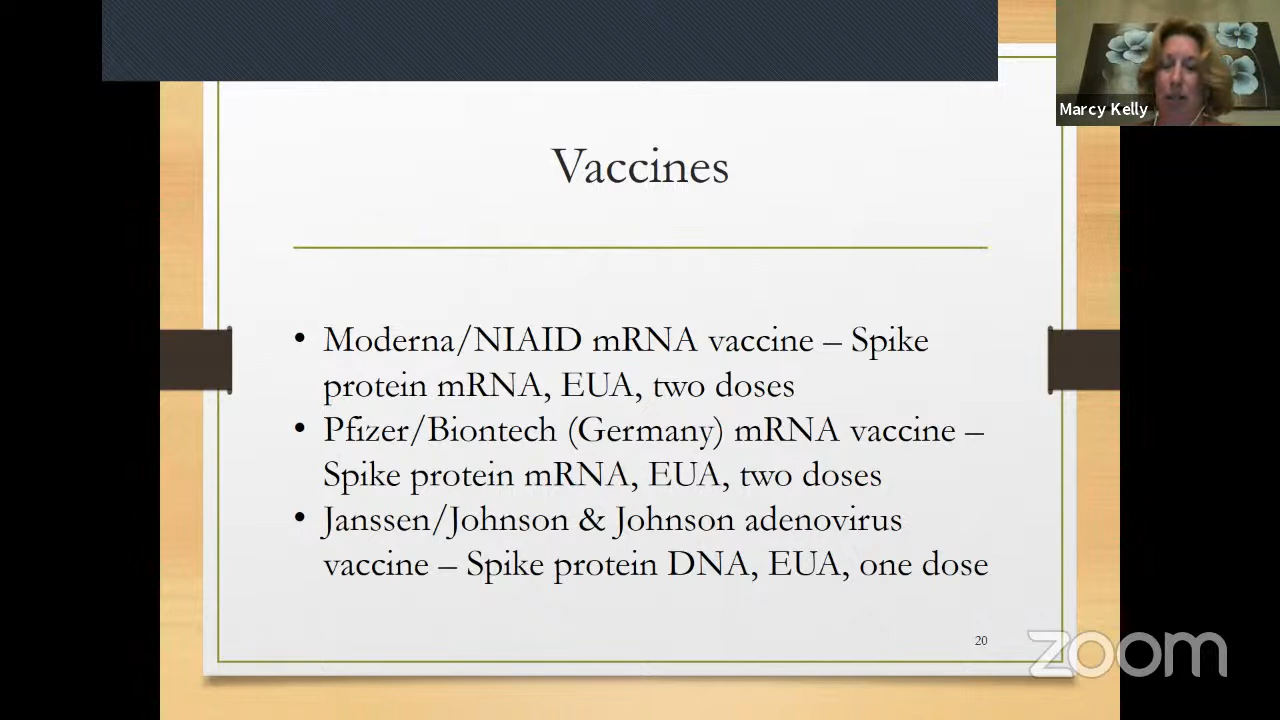 Marcy Kelly
Vaccines
• Moderna/NIAID mRNA vaccine – Spike
protein mRNA, EUA, two doses
• Pfizer/Biontech (Germany) mRNA vaccine –
Spike protein mRNA, EUA, two doses
• Janssen/Johnson & Johnson adenovirus
vaccine – Spike protein DNA, EUA, one dose
20
zoom